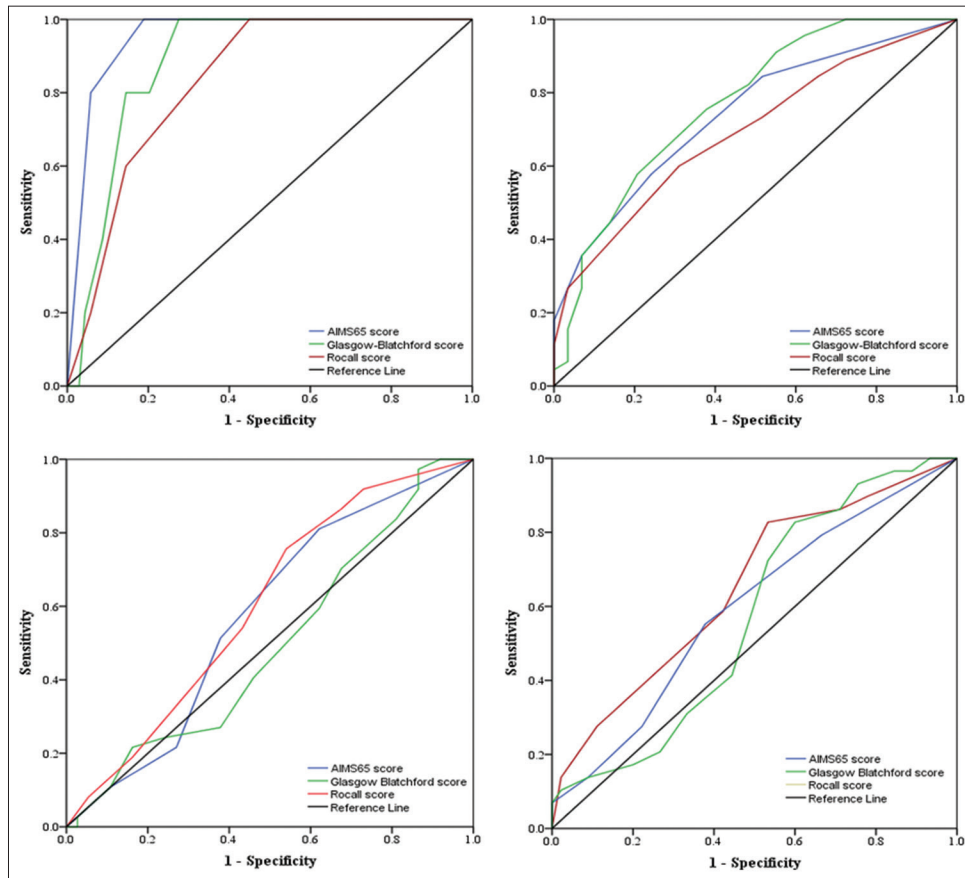 1.0
0.8
0.6
0.4
0.2
0.0
Sensitivity
AIMS65 score
Glasgow-Blatchford score
Rocall score
Reference Line
0.0 0.2 0.4 0.6 0.8 1.0
1 - Specificity
1.0
0.8
0.6
0.4
0.2
0.0
Sensitivity
AIMS65 score
Glasgow-Blatchford score
Rocall score
Reference Line
0.0 0.2 0.4 0.6 0.8 1.0
1 - Specificity
1.0
0.8
0.6
0.4
0.2
0.0
Sensitivity
AIMS65 score
Glasgow Blatchford score
Rocall score
Reference Line
0.0 0.2 0.4 0.6 0.8 1.0
1 - Specificity
1.0
0.8
0.6
0.4
0.2
0.0
Sensitivity
AIMS65 score
Glasgow Blatchford score
Rocall score
Reference Line
0.0 0.2 0.4 0.6 0.8 1.0
1 - Specificity